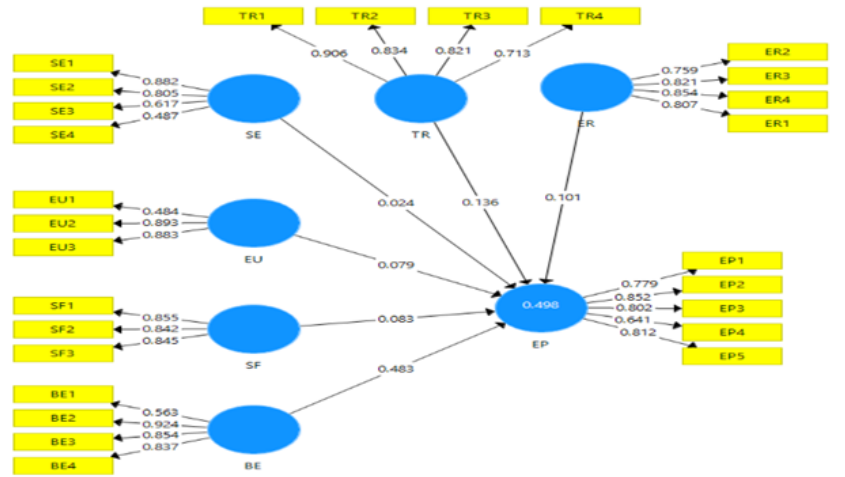 TR1 TR2 TR3 TR4
0.906 0.834 0.821 0.713
SE1
SE2
SE3
SE4
0.882
0.805
0.617
0.487
SE
TR
ER
ER2
ER3
ER4
ER1
0.759
0.821
0.854
0.807
0.024
0.136
0.101
EU1
EU2
EU3
0.484
0.893
0.883
EU
0.079
SF1
SF2
SF3
0.855
0.842
0.845
SF
0.083
BE1
BE2
BE3
BE4
0.563
0.924
0.854
0.837
BE
0.483
0.498
EP
0.779
0.852
0.802
0.641
0.812
EP1
EP2
EP3
EP4
EP5